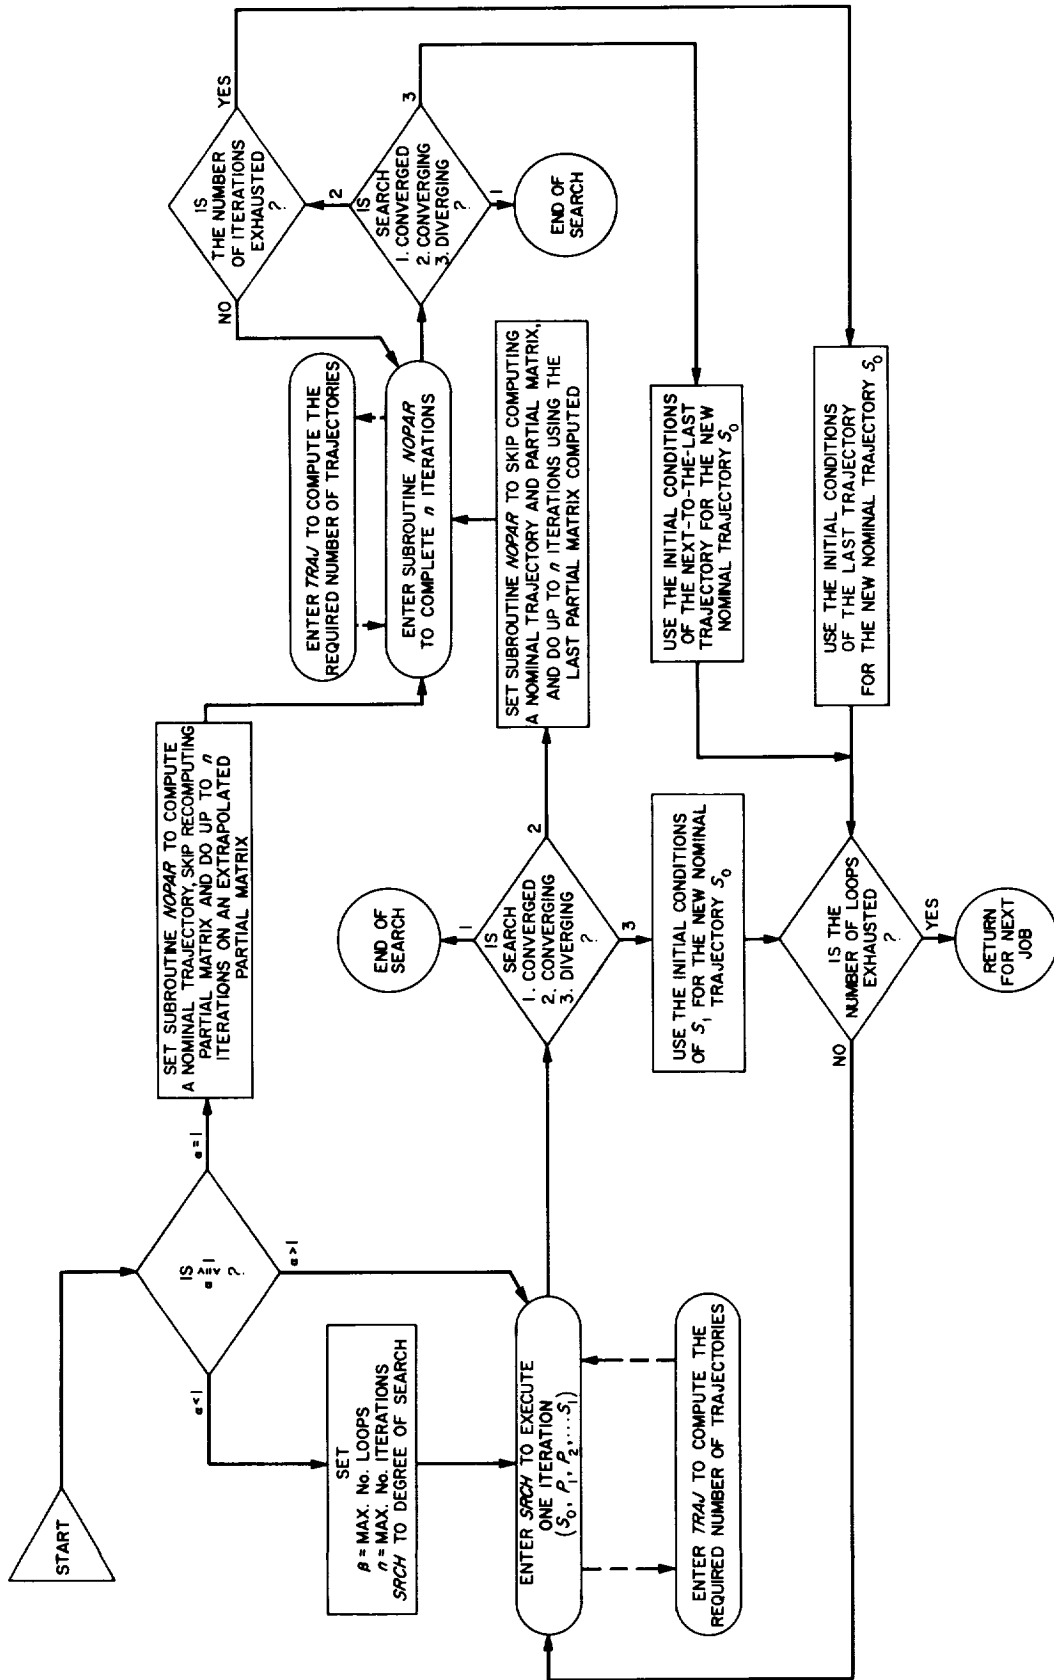 START
IS
α >=< 1
?
α < 1
α = 1
α > 1
SET
β = MAX. No. LOOPS
n = MAX. No. ITERATIONS
SRCH TO DEGREE OF SEARCH
SET SUBROUTINE NOPAR TO COMPUTE
A NOMINAL TRAJECTORY, SKIP RECOMPUTING
PARTIAL MATRIX AND DO UP TO n
ITERATIONS ON AN EXTRAPOLATED
PARTIAL MATRIX
ENTER SRCH TO EXECUTE
ONE ITERATION
(S₀, P₁, P₂, ... S₁)
ENTER TRAJ TO COMPUTE THE
REQUIRED NUMBER OF TRAJECTORIES
IS
SEARCH
1. CONVERGED
2. CONVERGING
3. DIVERGING
?
1
2
3
END OF
SEARCH
SET SUBROUTINE NOPAR TO SKIP COMPUTING
A NOMINAL TRAJECTORY AND PARTIAL MATRIX,
AND DO UP TO n ITERATIONS USING THE
LAST PARTIAL MATRIX COMPUTED
USE THE INITIAL CONDITIONS
OF S₁ FOR THE NEW NOMINAL
TRAJECTORY S₀
ENTER TRAJ TO COMPUTE THE
REQUIRED NUMBER OF TRAJECTORIES
ENTER SUBROUTINE NOPAR
TO COMPLETE n ITERATIONS
IS
SEARCH
1. CONVERGED
2. CONVERGING
3. DIVERGING
?
1
2
3
END OF
SEARCH
IS
THE NUMBER
OF ITERATIONS
EXHAUSTED
?
NO
YES
USE THE INITIAL CONDITIONS
OF THE NEXT-TO-THE-LAST
TRAJECTORY FOR THE NEW
NOMINAL TRAJECTORY S₀
USE THE INITIAL CONDITIONS
OF THE LAST TRAJECTORY
FOR THE NEW NOMINAL TRAJECTORY S₀
IS THE
NUMBER OF LOOPS
EXHAUSTED
?
NO
YES
RETURN
FOR NEXT
JOB